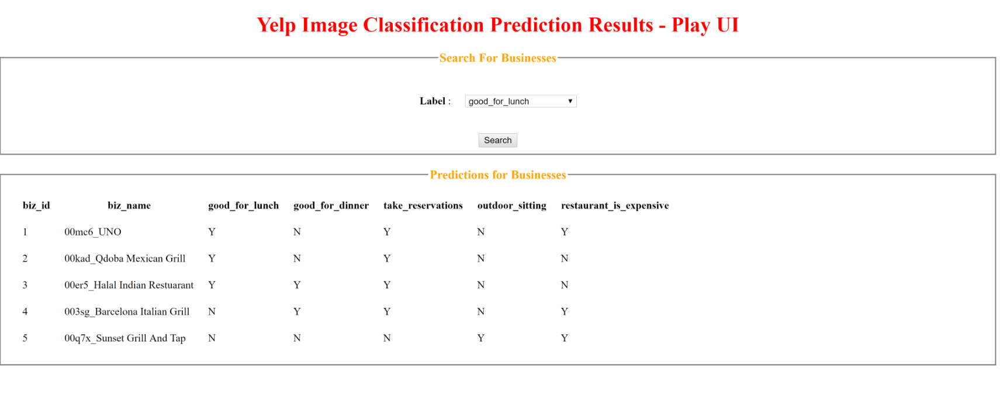 Yelp Image Classification Prediction Results - Play UI
Search For Businesses
Label : good_for_lunch
Search
Predictions for Businesses
biz_id biz_name good_for_lunch good_for_dinner take_reservations outdoor_sitting restaurant_is_expensive
1 00mc6_UNO Y N Y N Y
2 00kad_Qdoba Mexican Grill Y N Y N N
3 00er5_Halal Indian Restuarant Y Y Y N N
4 003sg_Barcelona Italian Grill N Y Y N Y
5 00q7x_Sunset Grill And Tap N N N Y Y